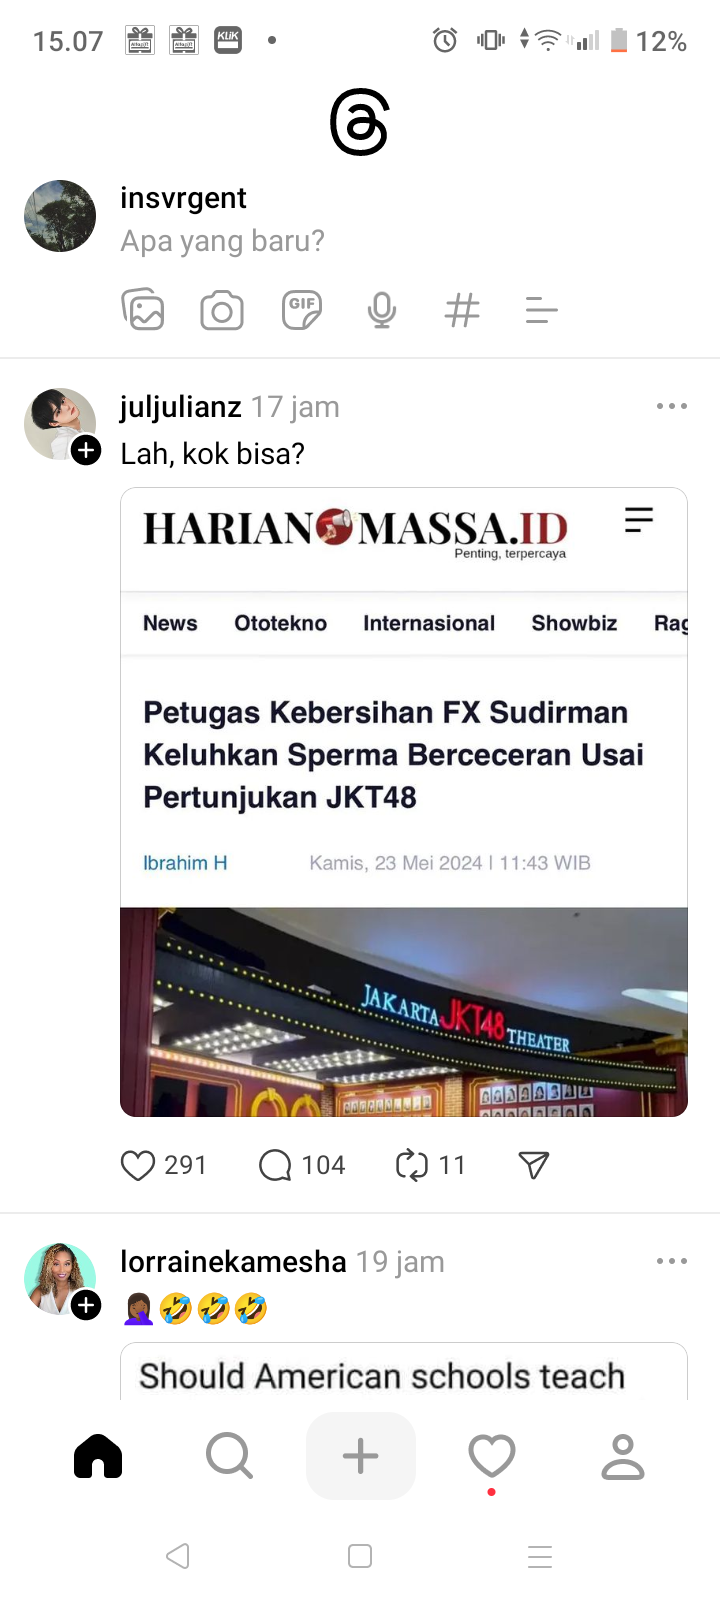 15.07
KLIK
12%
insvrgent
Apa yang baru?
GIF
juljulianz 17 jam
Lah, kok bisa?
HARIAN MASSA.ID
Penting, terpercaya
News Ototekno Internasional Showbiz Rag
Petugas Kebersihan FX Sudirman
Keluhkan Sperma Berceceran Usai
Pertunjukan JKT48
Ibrahim H Kamis, 23 Mei 2024 | 11:43 WIB
JAKARTA JKT48 THEATER
291 104 11
lorrainekamesha 19 jam
🤦🏾‍♀️🤣🤣🤣
Should American schools teach